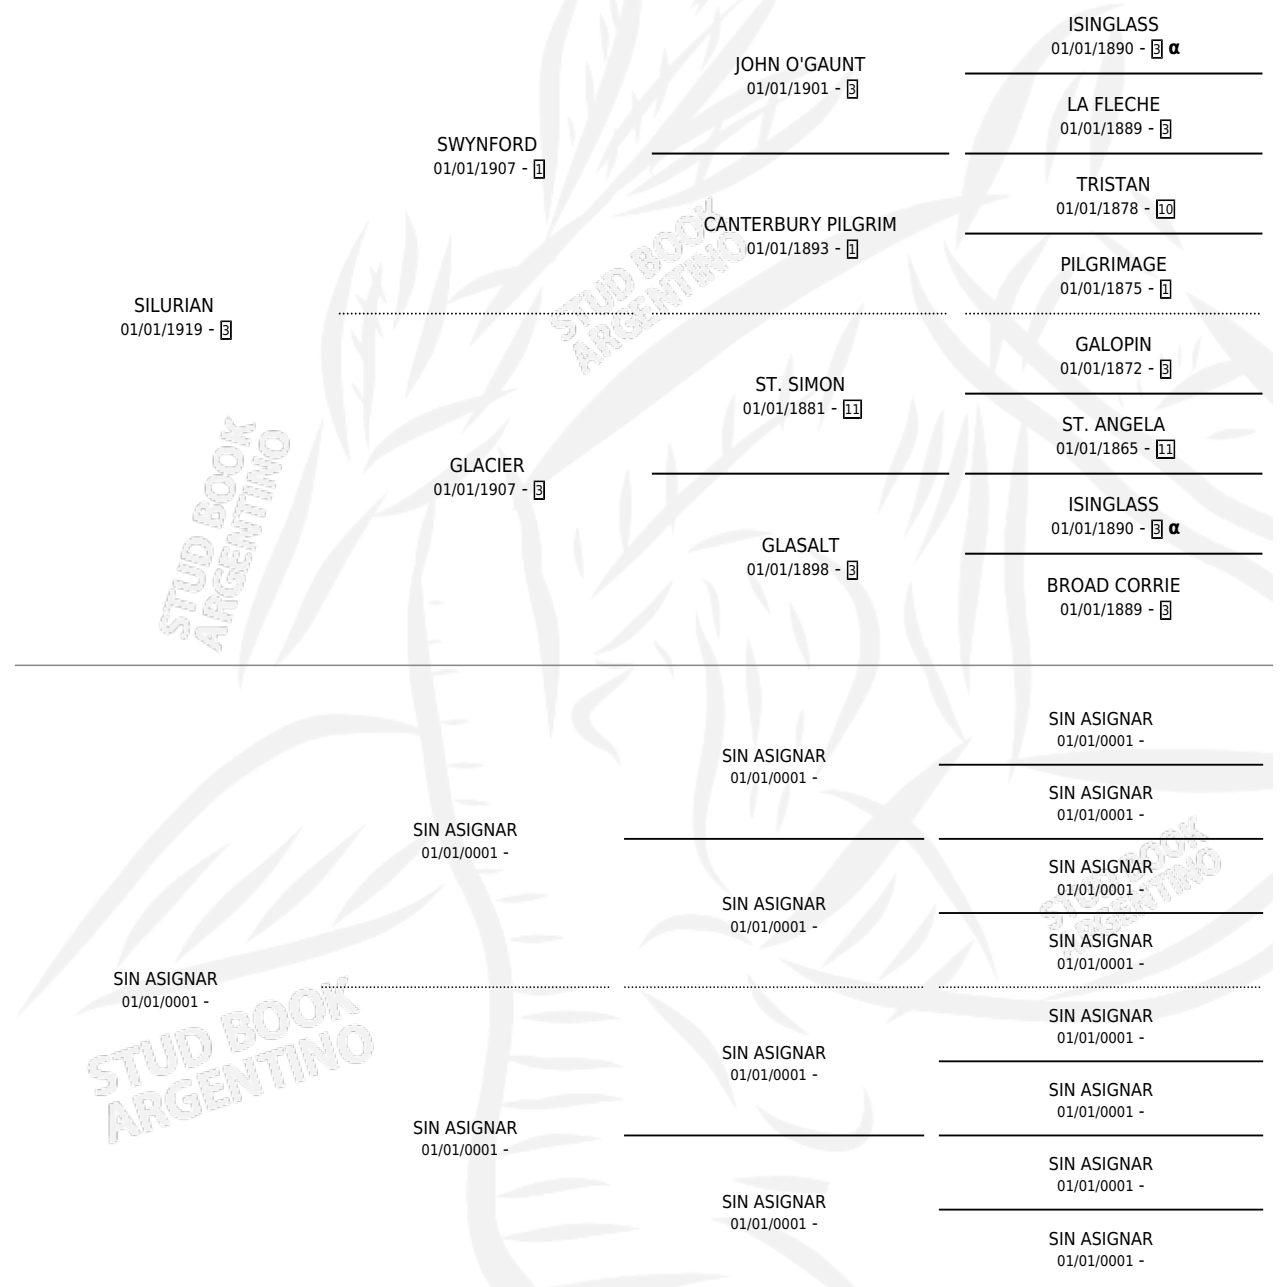 ISINGLASS
01/01/1890 - 3 α
JOHN O'GAUNT
01/01/1901 - 3
LA FLECHE
01/01/1889 - 3
SWYNFORD
01/01/1907 - 1
TRISTAN
01/01/1878 - 10
CANTERBURY PILGRIM
01/01/1893 - 1
PILGRIMAGE
01/01/1875 - 1
SILURIAN
01/01/1919 - 3
GALOPIN
01/01/1872 - 3
ST. SIMON
01/01/1881 - 11
ST. ANGELA
01/01/1865 - 11
GLACIER
01/01/1907 - 3
ISINGLASS
01/01/1890 - 3 α
GLASALT
01/01/1898 - 3
BROAD CORRIE
01/01/1889 - 3
STUD BOOK
ARGENTINO
STUD BOOK
ARGENTINO
SIN ASIGNAR
01/01/0001 -
SIN ASIGNAR
01/01/0001 -
SIN ASIGNAR
01/01/0001 -
SIN ASIGNAR
01/01/0001 -
SIN ASIGNAR
01/01/0001 -
SIN ASIGNAR
01/01/0001 -
SIN ASIGNAR
01/01/0001 -
SIN ASIGNAR
01/01/0001 -
SIN ASIGNAR
01/01/0001 -
SIN ASIGNAR
01/01/0001 -
SIN ASIGNAR
01/01/0001 -
SIN ASIGNAR
01/01/0001 -
SIN ASIGNAR
01/01/0001 -
SIN ASIGNAR
01/01/0001 -
SIN ASIGNAR
01/01/0001 -
STUD BOOK
ARGENTINO
STUD BOOK
ARGENTINO